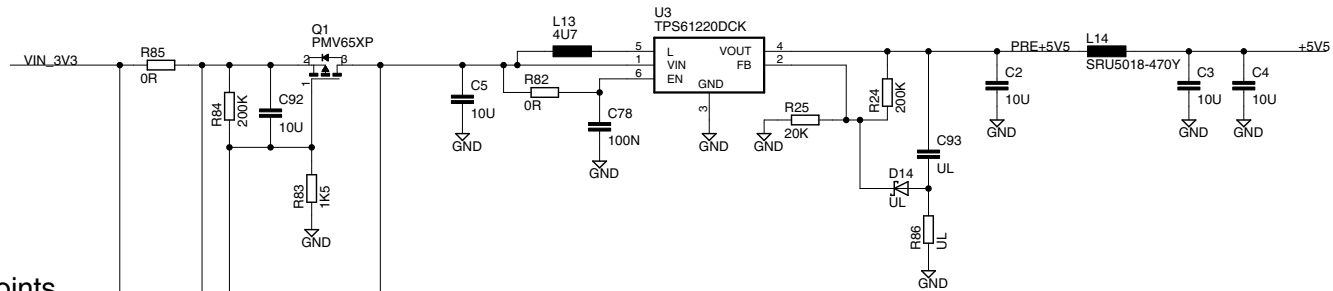 VIN_3V3
R85
0R
R84
200K
C92
10U
Q1
PMV65XP
2
3
1
R83
1K5
GND
C5
10U
GND
L13
4U7
R82
0R
C78
100N
GND
U3
TPS61220DCK
5
L
VOUT
4
1
VIN
FB
2
6
EN
GND
3
GND
R25
20K
GND
R24
200K
C93
UL
D14
UL
R86
UL
GND
C2
10U
GND
PRE+5V5
L14
SRU5018-470Y
C3
10U
GND
C4
10U
GND
+5V5
oints